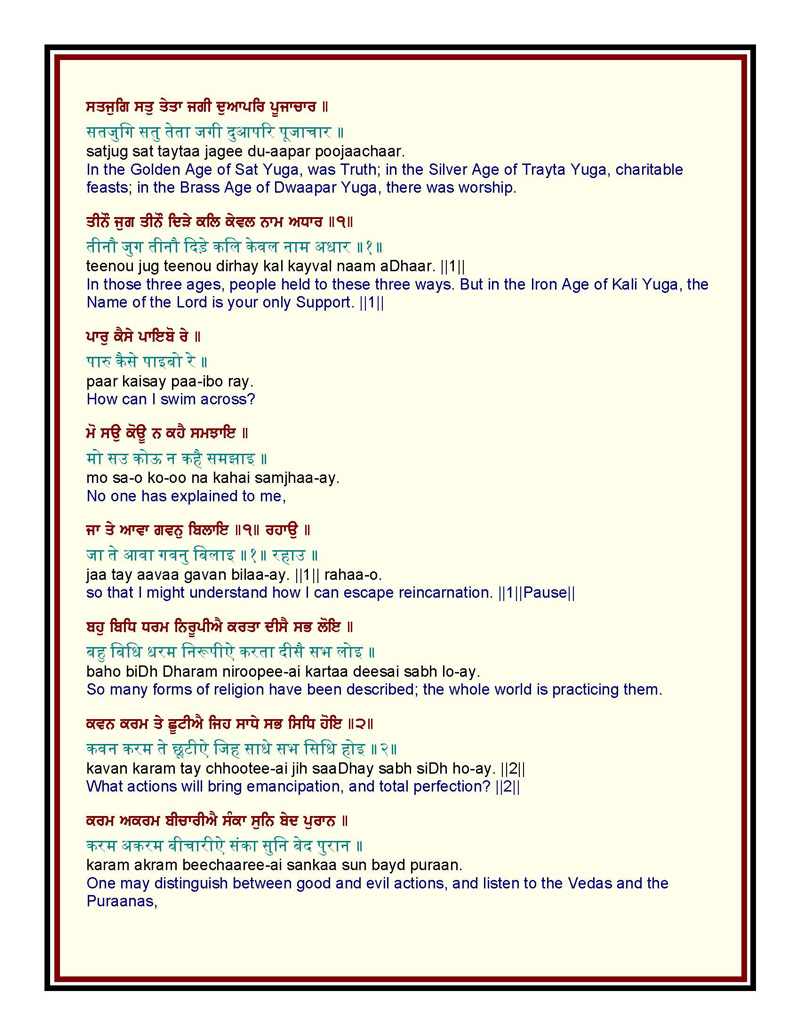 ਸਤਜੁਗਿ ਸਤੁ ਤੇਤਾ ਜਗੀ ਦੁਆਪਰਿ ਪੂਜਾਚਾਰ ॥
सतजुगि सतु तेता जगी दुआपरि पूजाचार ॥
satjug sat taytaa jagee du-aapar poojaachaar.
In the Golden Age of Sat Yuga, was Truth; in the Silver Age of Trayta Yuga, charitable
feasts; in the Brass Age of Dwaapar Yuga, there was worship.
ਤੀਨੌ ਜੁਗ ਤੀਨੌ ਦਿੜੇ ਕਲਿ ਕੇਵਲ ਨਾਮ ਅਧਾਰ ॥੧॥
तीनौ जुग तीनौ दिड़े कलि केवल नाम अधार ॥१॥
teenou jug teenou dirhay kal kayval naam aDhaar. ||1||
In those three ages, people held to these three ways. But in the Iron Age of Kali Yuga, the
Name of the Lord is your only Support. ||1||
ਪਾਰੁ ਕੈਸੇ ਪਾਇਬੋ ਰੇ ॥
पारु कैसे पाइबो रे ॥
paar kaisay paa-ibo ray.
How can I swim across?
ਮੋ ਸਉ ਕੋਊ ਨ ਕਹੈ ਸਮਝਾਇ ॥
मो सउ कोऊ न कहै समझाइ ॥
mo sa-o ko-oo na kahai samjhaa-ay.
No one has explained to me,
ਜਾ ਤੇ ਆਵਾ ਗਵਨੁ ਬਿਲਾਇ ॥੧॥ ਰਹਾਉ ॥
जा ते आवा गवनु बिलाइ ॥१॥ रहाउ ॥
jaa tay aavaa gavan bilaa-ay. ||1|| rahaa-o.
so that I might understand how I can escape reincarnation. ||1||Pause||
ਬਹੁ ਬਿਧਿ ਧਰਮ ਨਿਰੂਪੀਐ ਕਰਤਾ ਦੀਸੈ ਸਭ ਲੋਇ ॥
बहु बिधि धरम निरूपीऐ करता दीसै सभ लोइ ॥
baho biDh Dharam niroopee-ai kartaa deesai sabh lo-ay.
So many forms of religion have been described; the whole world is practicing them.
ਕਵਨ ਕਰਮ ਤੇ ਛੂਟੀਐ ਜਿਹ ਸਾਧੇ ਸਭ ਸਿਧਿ ਹੋਇ ॥੨॥
कवन करम ते छूटीऐ जिह साधे सभ सिधि होइ ॥२॥
kavan karam tay chhootee-ai jih saaDhay sabh siDh ho-ay. ||2||
What actions will bring emancipation, and total perfection? ||2||
ਕਰਮ ਅਕਰਮ ਬੀਚਾਰੀਐ ਸੰਕਾ ਸੁਨਿ ਬੇਦ ਪੁਰਾਨ ॥
करम अकरम बीचारीऐ संका सुनि बेद पुरान ॥
karam akram beechaaree-ai sankaa sun bayd puraan.
One may distinguish between good and evil actions, and listen to the Vedas and the
Puraanas,